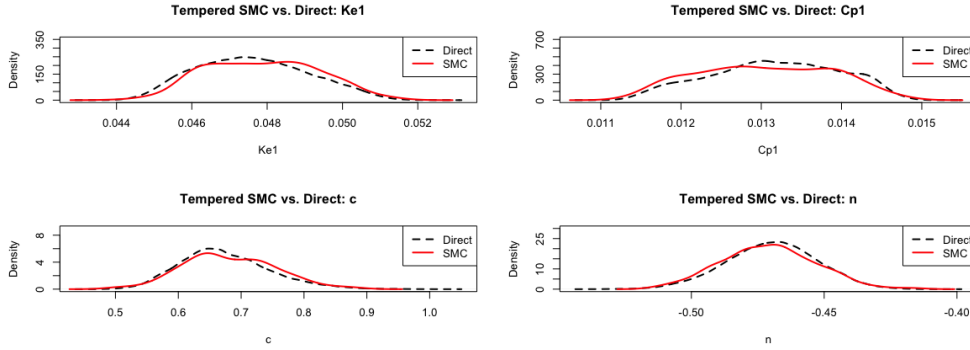 Tempered SMC vs. Direct: Ke1
Density
0 150 350
Direct
SMC
0.044 0.046 0.048 0.050 0.052
Ke1
Tempered SMC vs. Direct: Cp1
Density
0 300 700
Direct
SMC
0.011 0.012 0.013 0.014 0.015
Cp1
Tempered SMC vs. Direct: c
Density
0 4 8
Direct
SMC
0.5 0.6 0.7 0.8 0.9 1.0
c
Tempered SMC vs. Direct: n
Density
0 10 25
Direct
SMC
-0.50 -0.45 -0.40
n